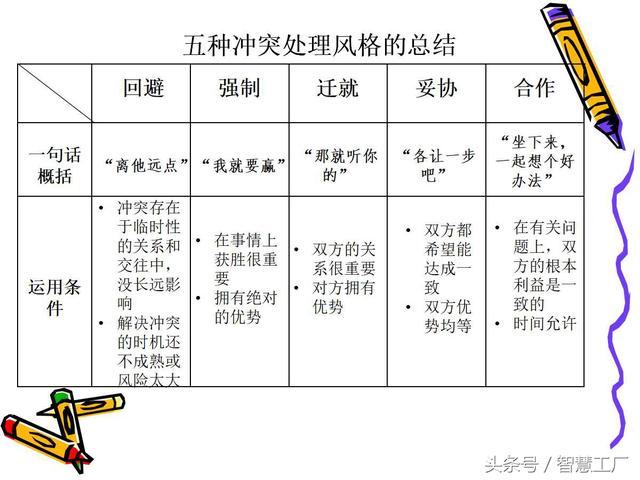 五种冲突处理风格的总结
回避
强制
迁就
妥协
合作
一句话
概括
“离他远点”
“我就要赢”
“那就听你
的”
“各让一步
吧”
“坐下来，
一起想个好
办法”
运用条
件
• 冲突存在
于临时性
的关系和
交往中，
没长远影
响
• 解决冲突
的时机还
不成熟或
风险太大
• 在事情上
获胜很重
要
• 拥有绝对
的优势
• 双方的关
系很重要
• 对方拥有
优势
• 双方都
希望能
达成一
致
• 双方优
势均等
• 在有关问
题上，双
方的根本
利益是一
致的
• 时间允许
头条号／智慧工厂